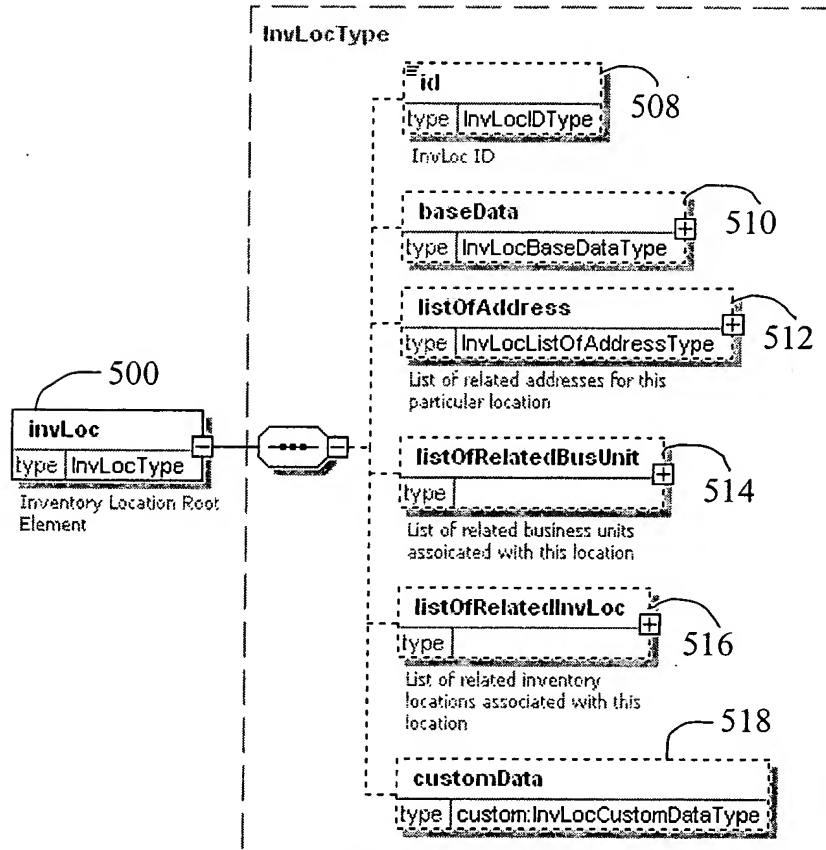 InvLocType
id
508
type InvLocIDType
InvLoc ID
baseData
510
type InvLocBaseDataType
listOfAddress
512
type InvLocListOfAddressType
List of related addresses for this
particular location
500
invLoc
type InvLocType
Inventory Location Root
Element
listOfRelatedBusUnit
514
type
List of related business units
assoicated with this location
listOfRelatedInvLoc
516
type
List of related inventory
locations associated with this
location
518
customData
type custom:InvLocCustomDataType